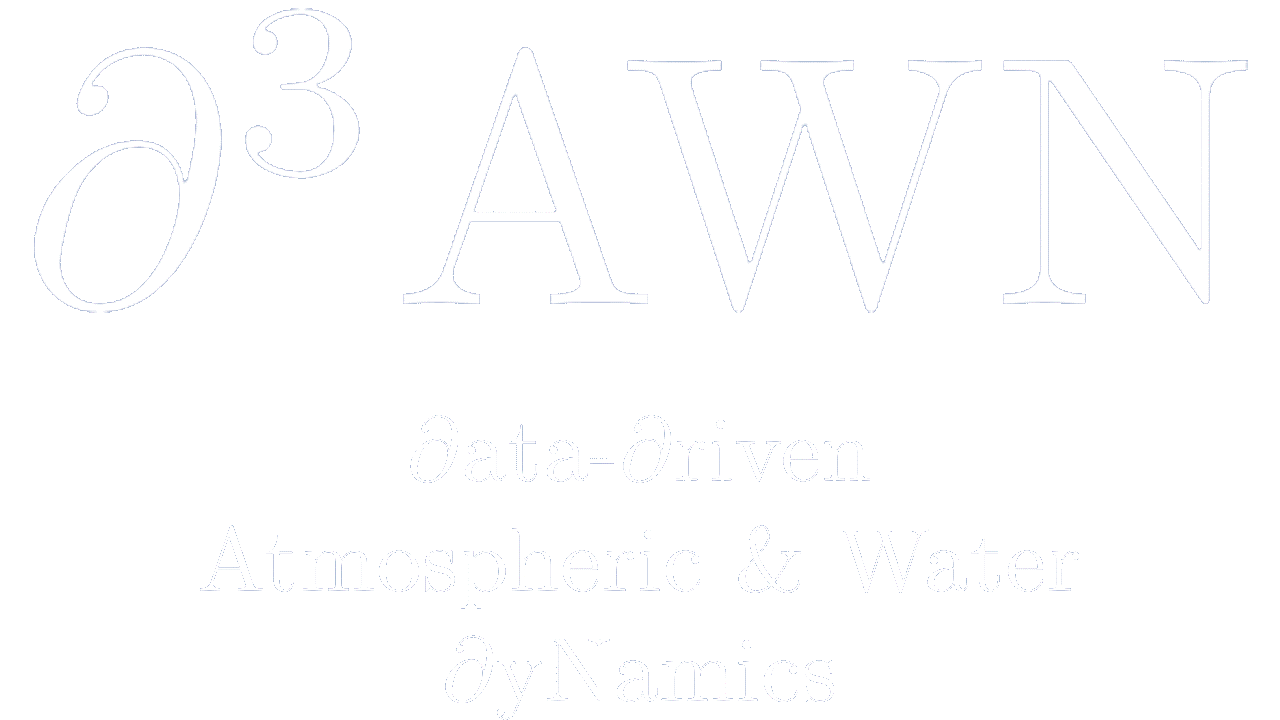 ∂³AWN
∂ata-∂riven
Atmospheric & Water
∂yNamics